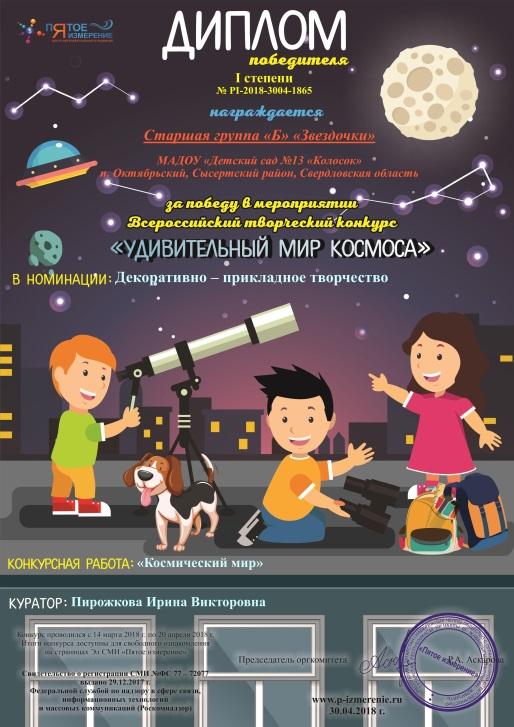 ПЯТОЕ
ИЗМЕРЕНИЕ
ДИПЛОМ
победителя
I степени
№ PI-2018-3004-1865
награждается
Старшая группа «Б» «Звездочки»
МАДОУ «Детский сад №13 «Колосок»
п. Октябрьский, Сысертский район, Свердловская область
за победу в мероприятии
Всероссийский творческий конкурс
«УДИВИТЕЛЬНЫЙ МИР КОСМОСА»
В НОМИНАЦИИ: Декоративно – прикладное творчество
КОНКУРСНАЯ РАБОТА: «Космический мир»
КУРАТОР: Пирожкова Ирина Викторовна
Конкурс проводился с 14 марта 2018 г. по 20 апреля 2018 г.
Итоги конкурса доступны для свободного ознакомления
на страницах Эл СМИ «Пятое измерение»
Председатель оргкомитета Р.А. Аскарова
Свидетельство о регистрации СМИ №ФС 77 – 72077
выдано 29.12.2017 г.
Федеральной службой по надзору в сфере связи,
информационных технологий
и массовых коммуникаций (Роскомнадзор)
«Пятое измерение»
www.p-izmerenie.ru
30.04.2018 г.